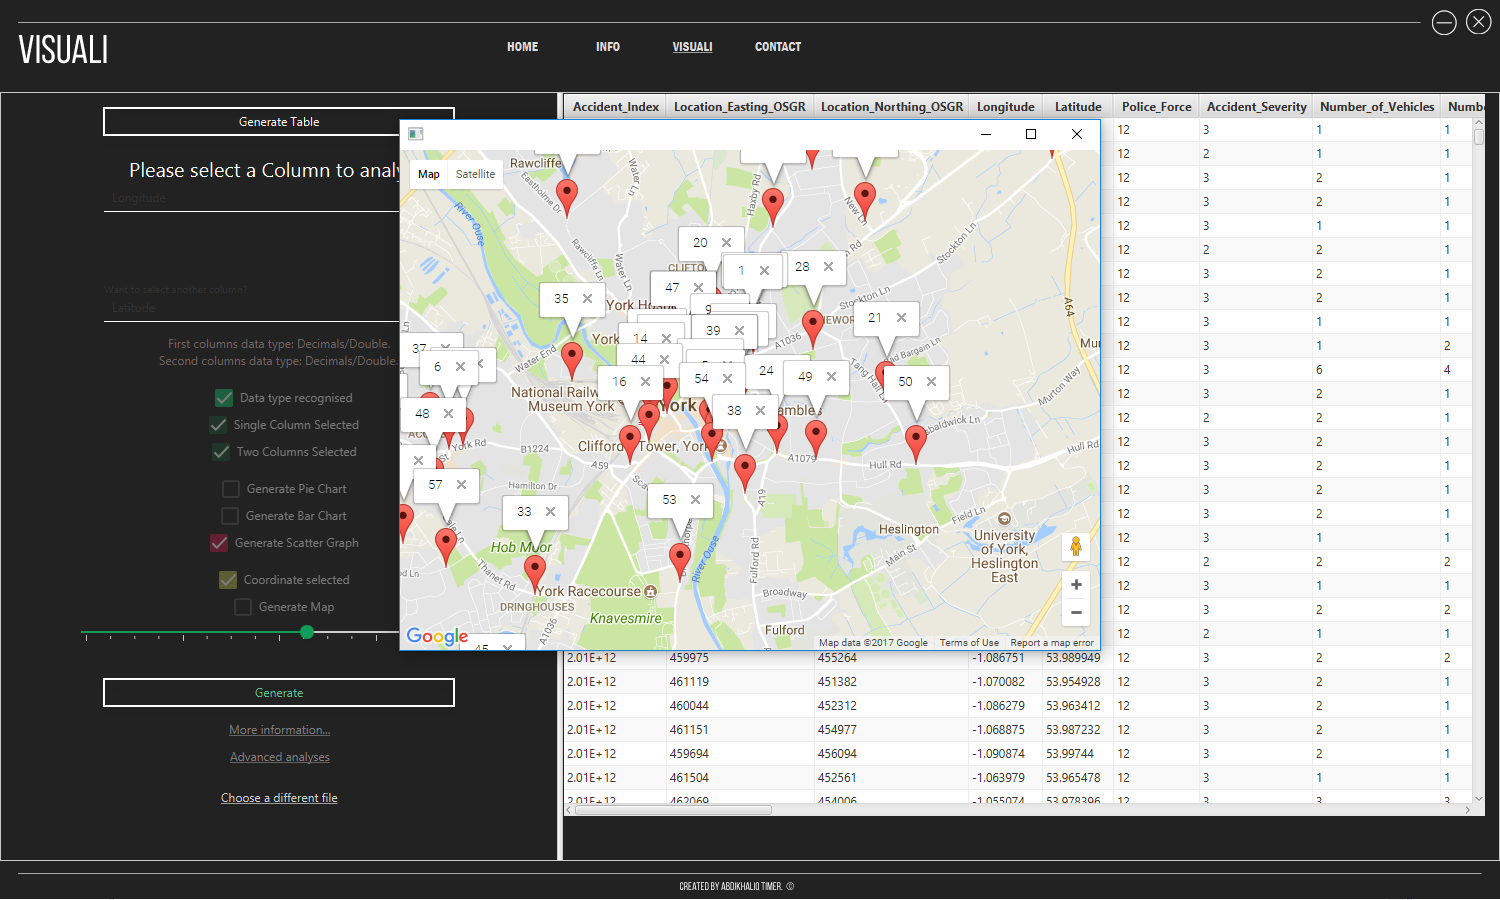 VISUALI
HOME INFO VISUALI CONTACT
Generate Table
Please select a Column to analy
Longitude
Want to select another column?
Latitude
First columns data type: Decimals/Double.
Second columns data type: Decimals/Double.
Data type recognised
Single Column Selected
Two Columns Selected
Generate Pie Chart
Generate Bar Chart
Generate Scatter Graph
Coordinate selected
Generate Map
Generate
More information...
Advanced analyses
Choose a different file
Map Satellite
Rawcliffe
Eastholme Dr
Water Ln
Haxby Rd
New Ln
River Ouse
Rawcliffe Ln
Water Ln
Stockton Ln
20
CLIFTO
1
28
47
35
York Ho
9
Stockton Ln
21
A64
14
39
A1036
37
Water End
44
6
16
54
24
49
50
Bad Bargain Ln
Tang Hall Ln
Murton Way
National Railw
Museum York
York
38
48
York Rd
B1224
Clifford's Tower, York
A59
A1079
Hull Rd
Hull Rd
57
Hamilton Dr
33
53
A19
Heslington
Field Ln
University
of York,
Heslington
East
Main St
Hob Moor
Thanet Rd
River Ouse
Fulford Rd
York Racecourse
DRINGHOUSES
Broadway
Knavesmire
Fulford
A1036
45
Google
Map data ©2017 Google Terms of Use Report a map error
Accident_Index Location_Easting_OSGR Location_Northing_OSGR Longitude Latitude Police_Force Accident_Severity Number_of_Vehicles Numb
12 3 1 1
12 2 1 1
12 3 2 1
12 3 2 1
12 3 1 1
12 2 2 1
12 3 2 1
12 3 2 1
12 3 1 1
12 3 1 2
12 3 6 4
12 2 2 1
12 2 2 1
12 3 2 1
12 3 2 1
12 3 2 1
12 3 2 1
12 3 1 1
12 2 2 2
12 3 1 1
12 3 2 2
12 2 1 1
2.01E+12 459975 455264 -1.086751 53.989949 12 3 2 2
2.01E+12 461119 451382 -1.070082 53.954928 12 3 2 1
2.01E+12 460044 452312 -1.086279 53.963412 12 3 2 1
2.01E+12 461151 454977 -1.068875 53.987232 12 3 2 1
2.01E+12 459694 456094 -1.090874 53.99744 12 3 2 1
2.01E+12 461504 452561 -1.063979 53.965478 12 3 1 1
2.01E+12 462069 454006 -1.055074 53.978396 12 3 3 3
CREATED BY ABDIKHALIQ TIMER. ©